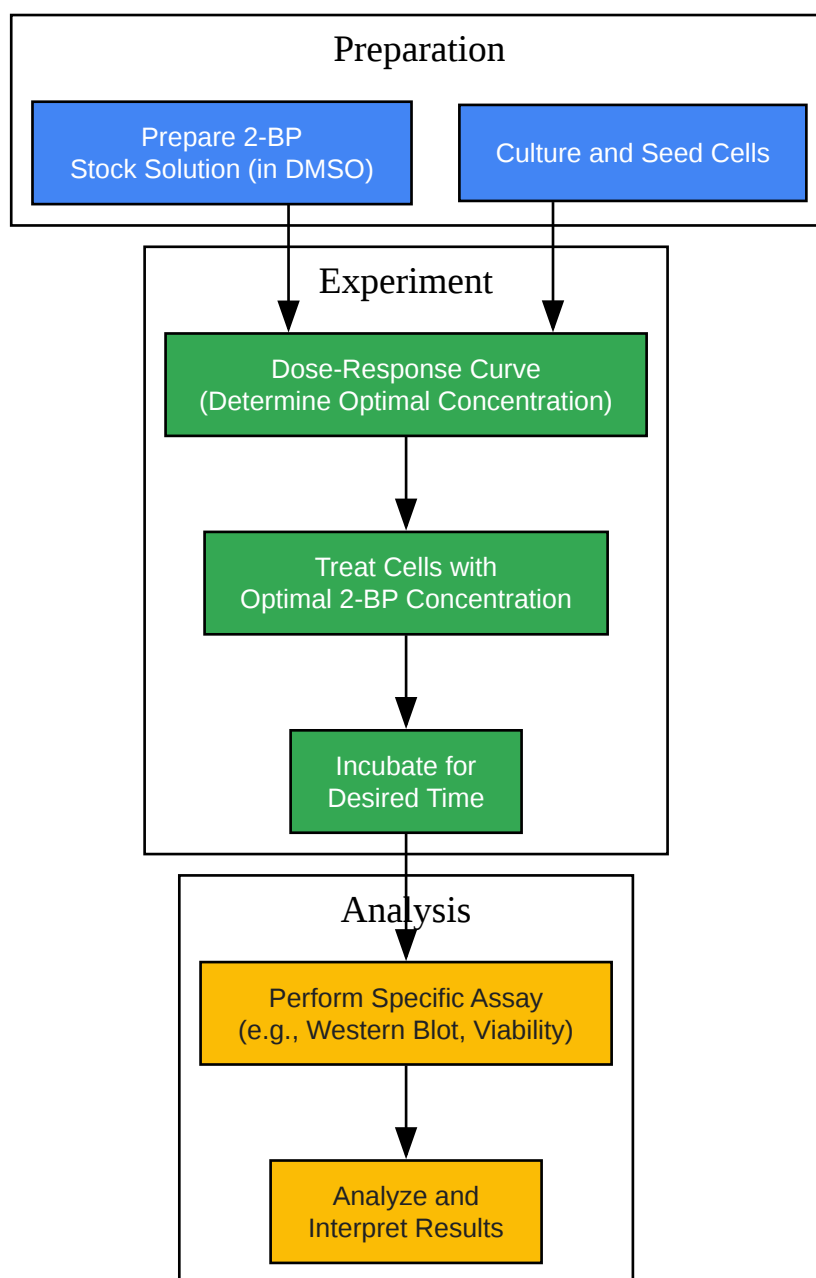 Preparation
Prepare 2-BP
Stock Solution (in DMSO)
Culture and Seed Cells
Experiment
Dose-Response Curve
(Determine Optimal Concentration)
Treat Cells with
Optimal 2-BP Concentration
Incubate for
Desired Time
Analysis
Perform Specific Assay
(e.g., Western Blot, Viability)
Analyze and
Interpret Results